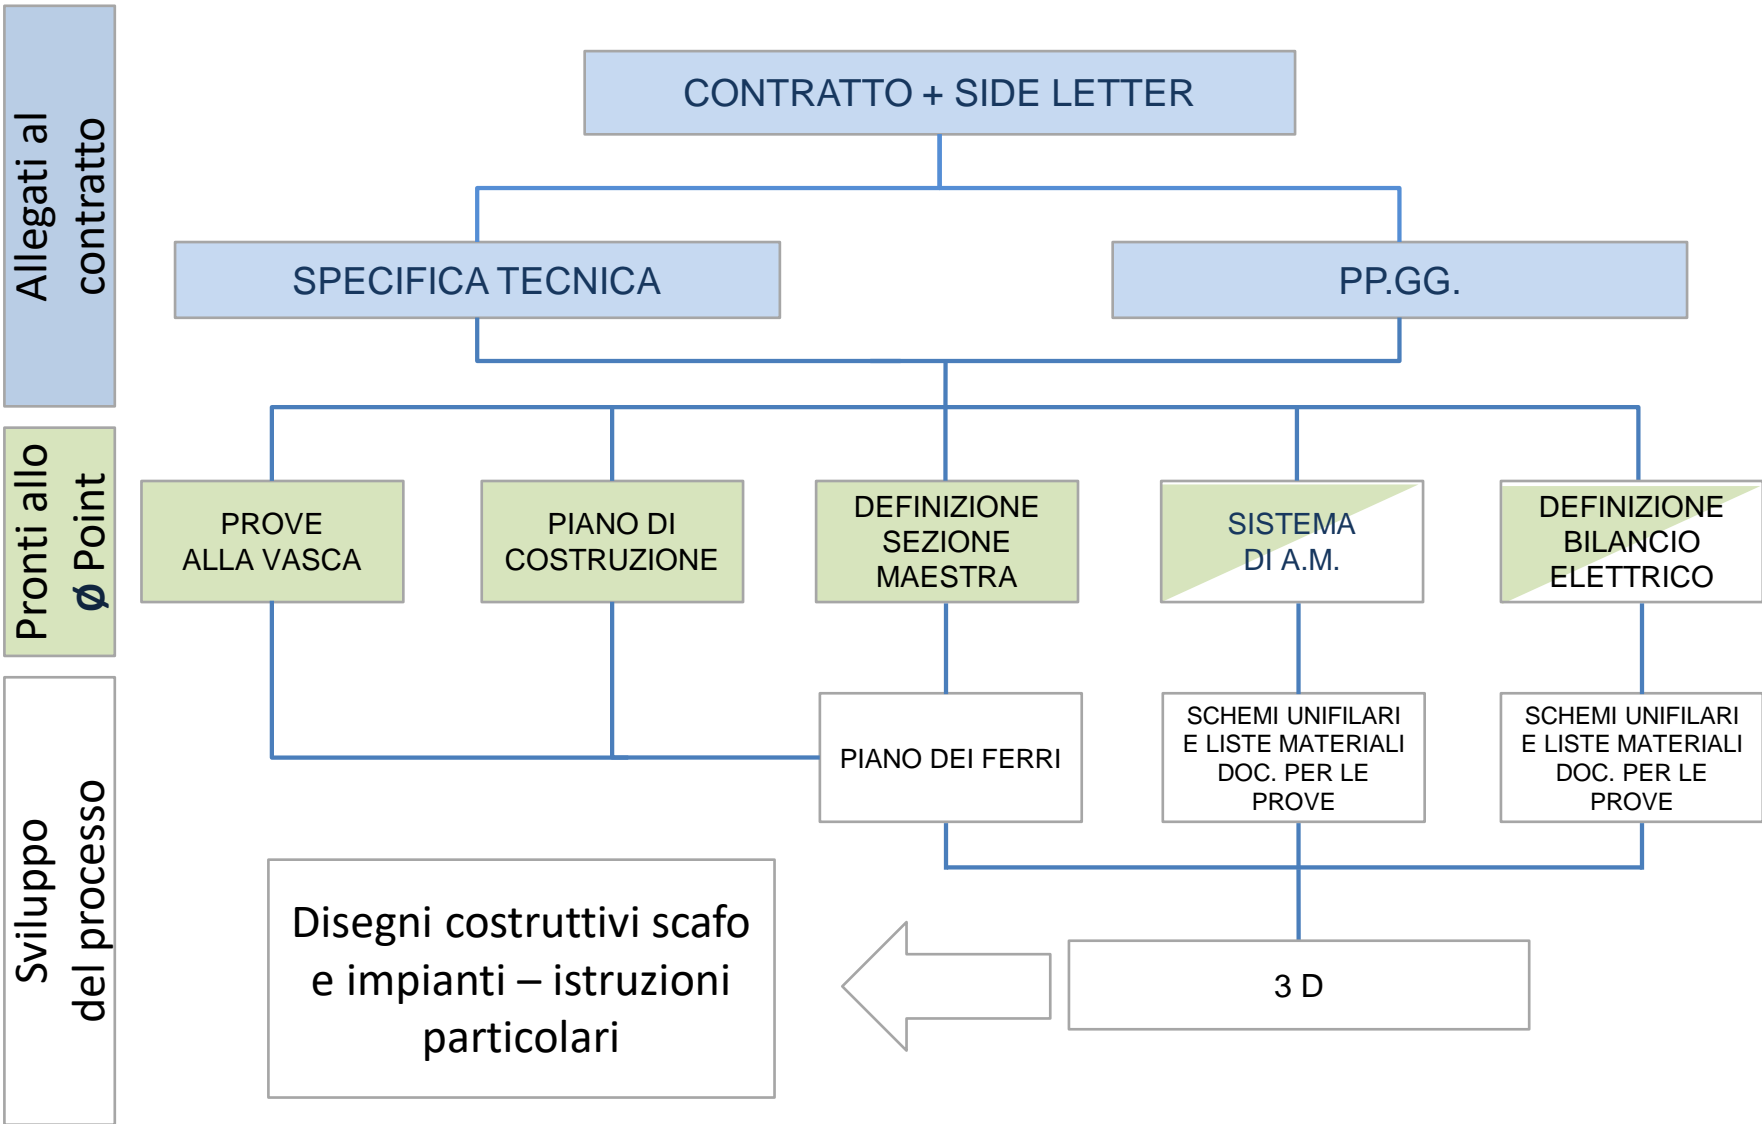 Allegati al
contratto
CONTRATTO + SIDE LETTER
SPECIFICA TECNICA
PP.GG.
Pronti allo
Ø Point
PROVE
ALLA VASCA
PIANO DI
COSTRUZIONE
DEFINIZIONE
SEZIONE
MAESTRA
SISTEMA
DI A.M.
DEFINIZIONE
BILANCIO
ELETTRICO
Sviluppo
del processo
PIANO DEI FERRI
SCHEMI UNIFILARI
E LISTE MATERIALI
DOC. PER LE
PROVE
SCHEMI UNIFILARI
E LISTE MATERIALI
DOC. PER LE
PROVE
Disegni costruttivi scafo
e impianti – istruzioni
particolari
3 D